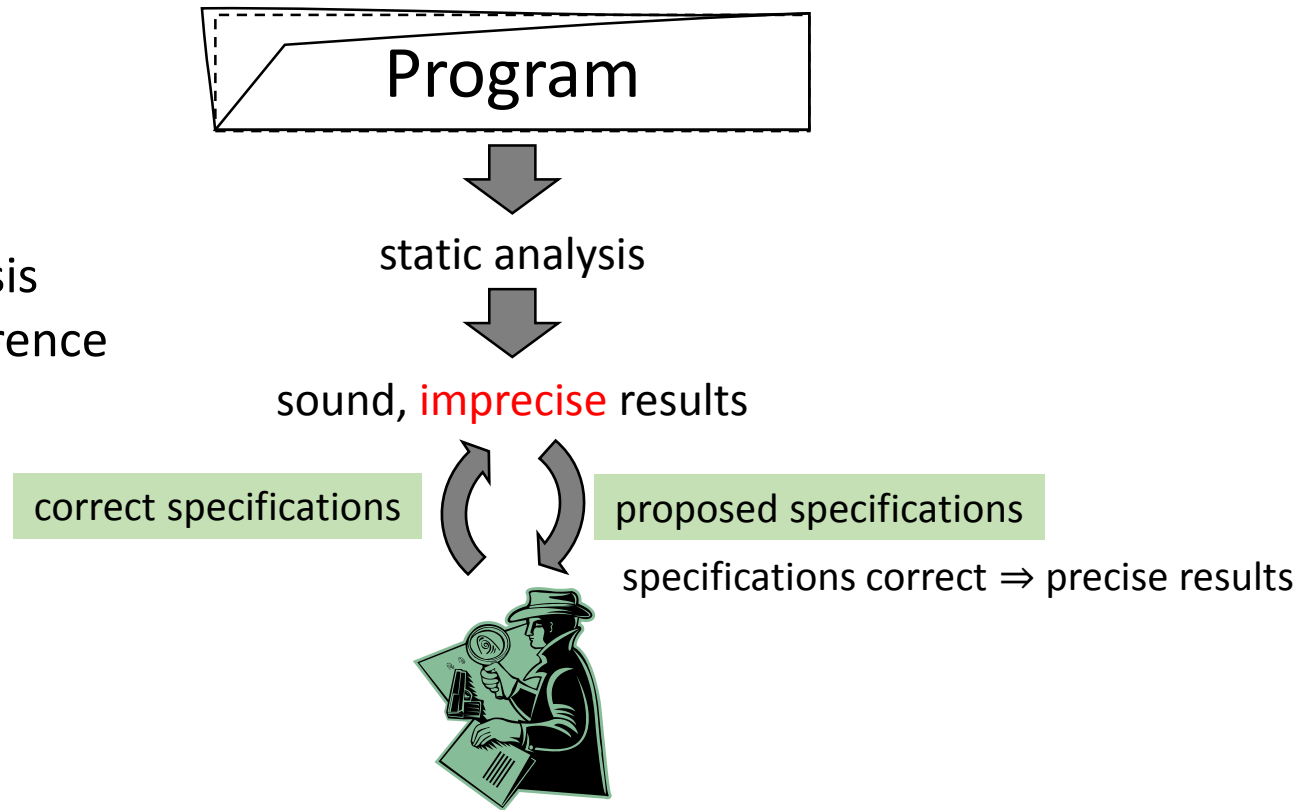 Program
static analysis
sound, imprecise results
correct specifications
proposed specifications
specifications correct ⇒ precise results